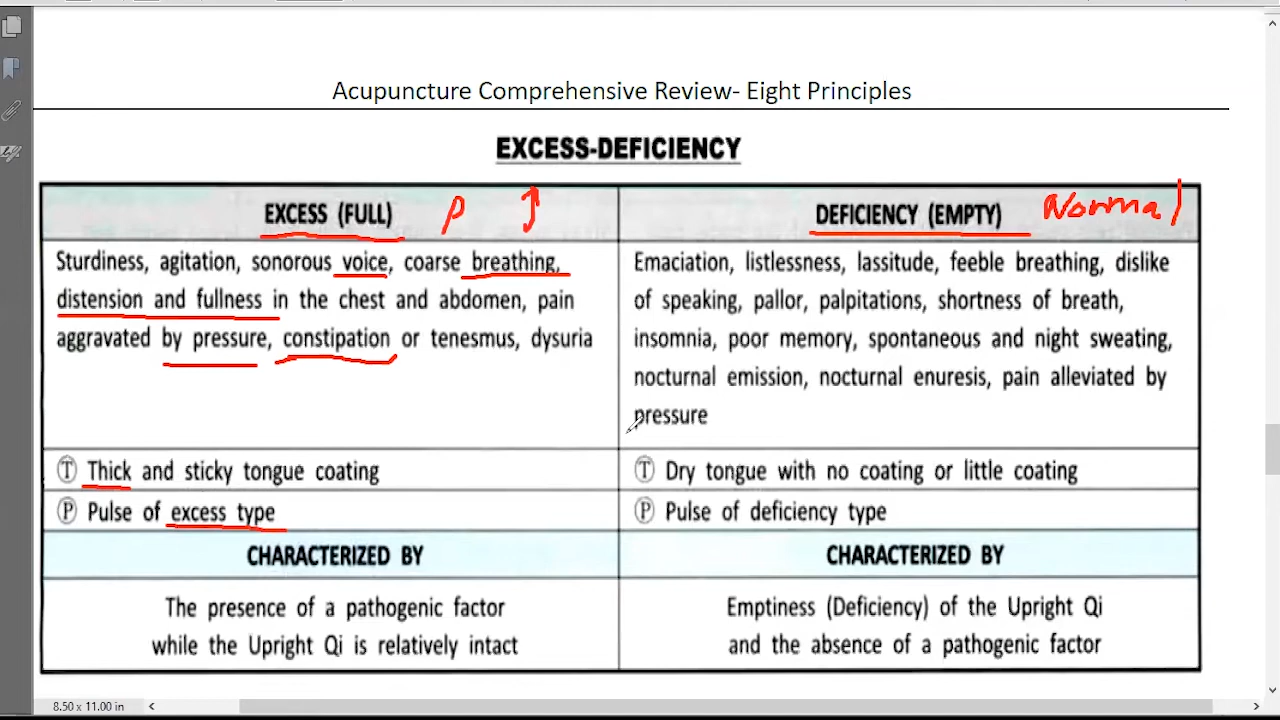 Acupuncture Comprehensive Review- Eight Principles
EXCESS-DEFICIENCY
EXCESS (FULL) P
DEFICIENCY (EMPTY) Normal
Sturdiness, agitation, sonorous voice, coarse breathing,
distension and fullness in the chest and abdomen, pain
aggravated by pressure, constipation or tenesmus, dysuria
Emaciation, listlessness, lassitude, feeble breathing, dislike
of speaking, pallor, palpitations, shortness of breath,
insomnia, poor memory, spontaneous and night sweating,
nocturnal emission, nocturnal enuresis, pain alleviated by
pressure
Ⓣ Thick and sticky tongue coating
Ⓣ Dry tongue with no coating or little coating
Ⓟ Pulse of excess type
Ⓟ Pulse of deficiency type
CHARACTERIZED BY
CHARACTERIZED BY
The presence of a pathogenic factor
while the Upright Qi is relatively intact
Emptiness (Deficiency) of the Upright Qi
and the absence of a pathogenic factor
8.50 x 11.00 in